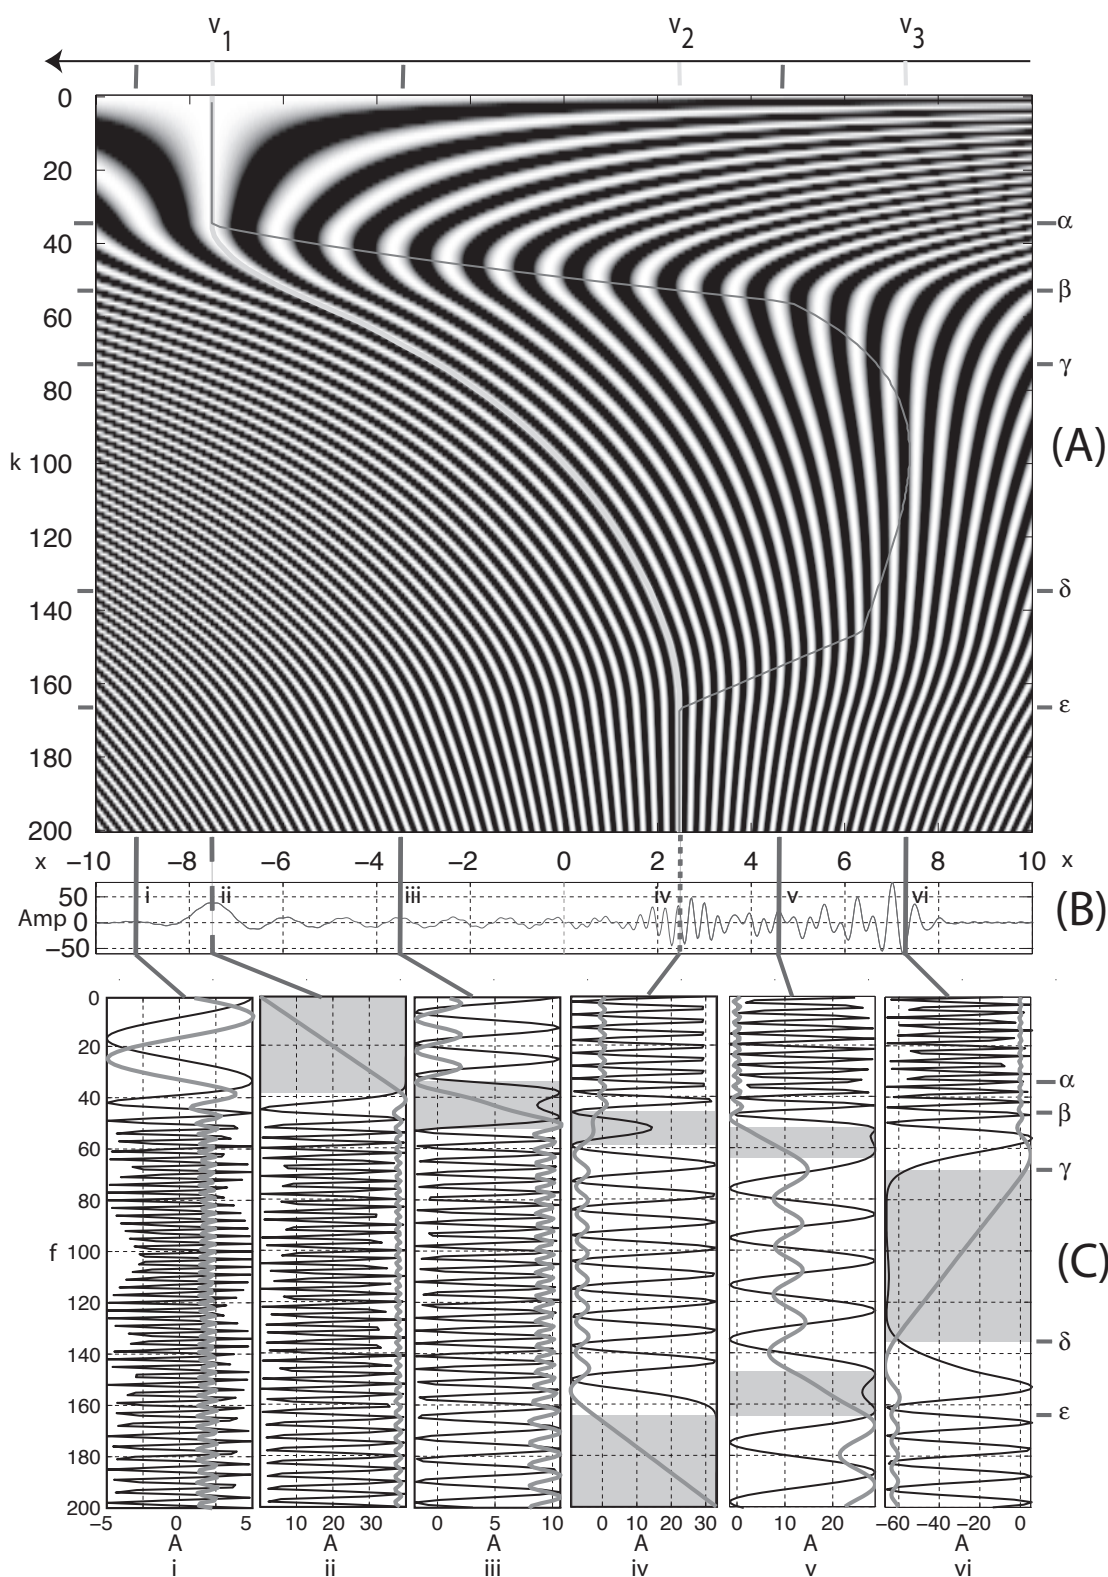 v1 v2 v3
0
20
40
60
80
k 100
120
140
160
180
200
α
β
γ
δ
ε
(A)
x −10 −8 −6 −4 −2 0 2 4 6 8 10 x
50
Amp 0
−50
i ii iii iv v vi
(B)
0
20
40
60
80
f 100
120
140
160
180
200
α
β
γ
δ
ε
(C)
−5 0 5 10 20 30 0 10 0 10 20 30 0 10 20 −60 −40 −20 0
A A A A A A
i ii iii iv v vi